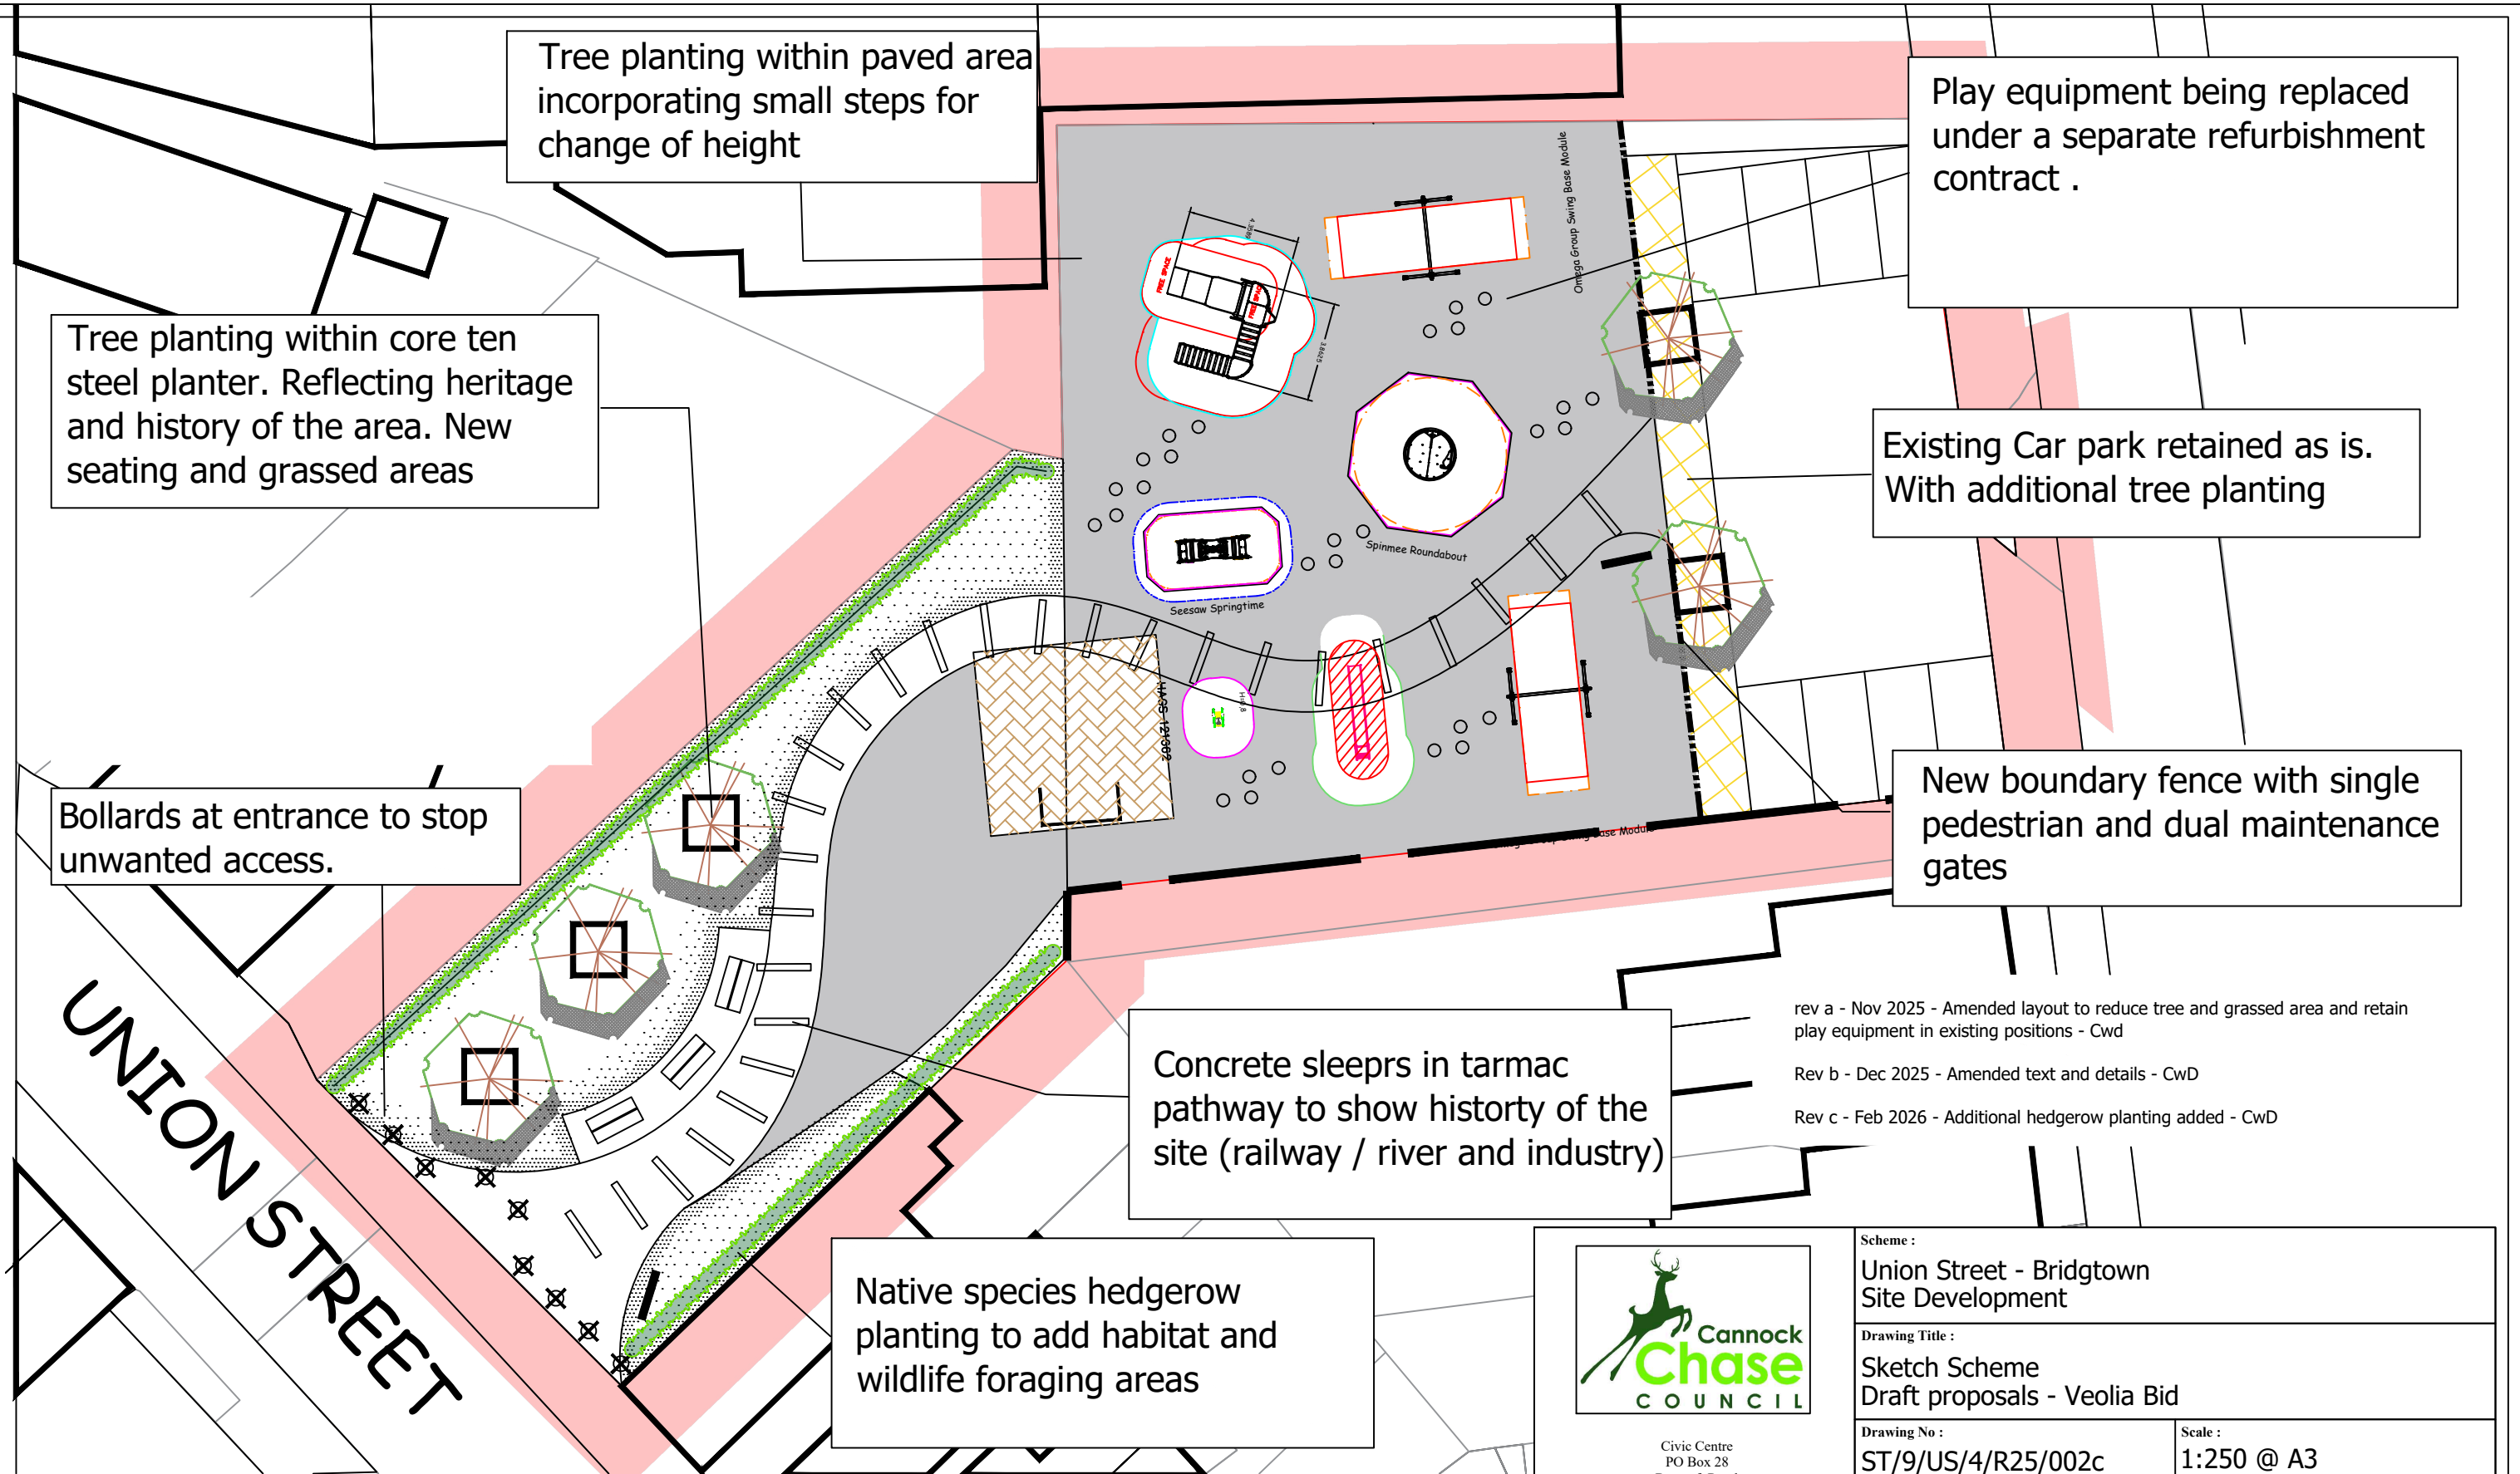 Tree planting within paved area
incorporating small steps for
change of height
Play equipment being replaced
under a separate refurbishment
contract .
Tree planting within core ten
steel planter. Reflecting heritage
and history of the area. New
seating and grassed areas
Existing Car park retained as is.
With additional tree planting
Omega Group Swing Base Module
FREE SPACE
FREE SPACE
Spinmee Roundabout
Seesaw Springtime
HAGS 121362
Bollards at entrance to stop
unwanted access.
New boundary fence with single
pedestrian and dual maintenance
gates
Base Module
UNION STREET
Concrete sleeprs in tarmac
pathway to show historty of the
site (railway / river and industry)
rev a - Nov 2025 - Amended layout to reduce tree and grassed area and retain
play equipment in existing positions - Cwd
Rev b - Dec 2025 - Amended text and details - CwD
Rev c - Feb 2026 - Additional hedgerow planting added - CwD
Native species hedgerow
planting to add habitat and
wildlife foraging areas
Cannock
Chase
COUNCIL
Civic Centre
PO Box 28
Scheme :
Union Street - Bridgtown
Site Development
Drawing Title :
Sketch Scheme
Draft proposals - Veolia Bid
Drawing No :
ST/9/US/4/R25/002c
Scale :
1:250 @ A3